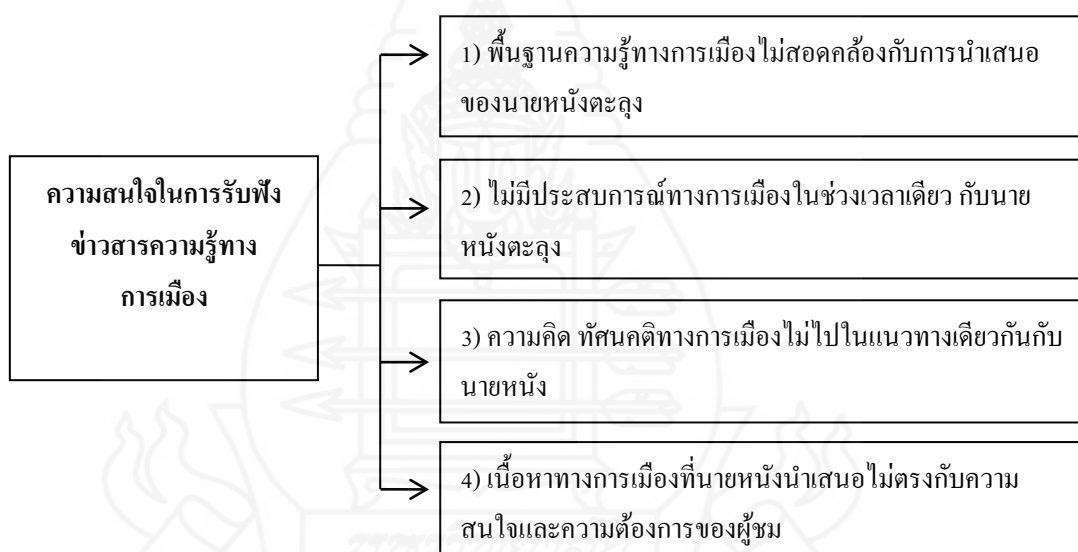 1) พื้นฐานความรู้ทางการเมืองไม่สอดคล้องกับการนำเสนอ
ของนายหนังตะลุง
ความสนใจในการรับฟัง
ข่าวสารความรู้ทาง
การเมือง
2) ไม่มีประสบการณ์ทางการเมืองในช่วงเวลาเดียว กับนาย
หนังตะลุง
3) ความคิด ทัศนคติทางการเมืองไม่ไปในแนวทางเดียวกันกับ
นายหนัง
4) เนื้อหาทางการเมืองที่นายหนังนำเสนอไม่ตรงกับความ
สนใจและความต้องการของผู้ชม